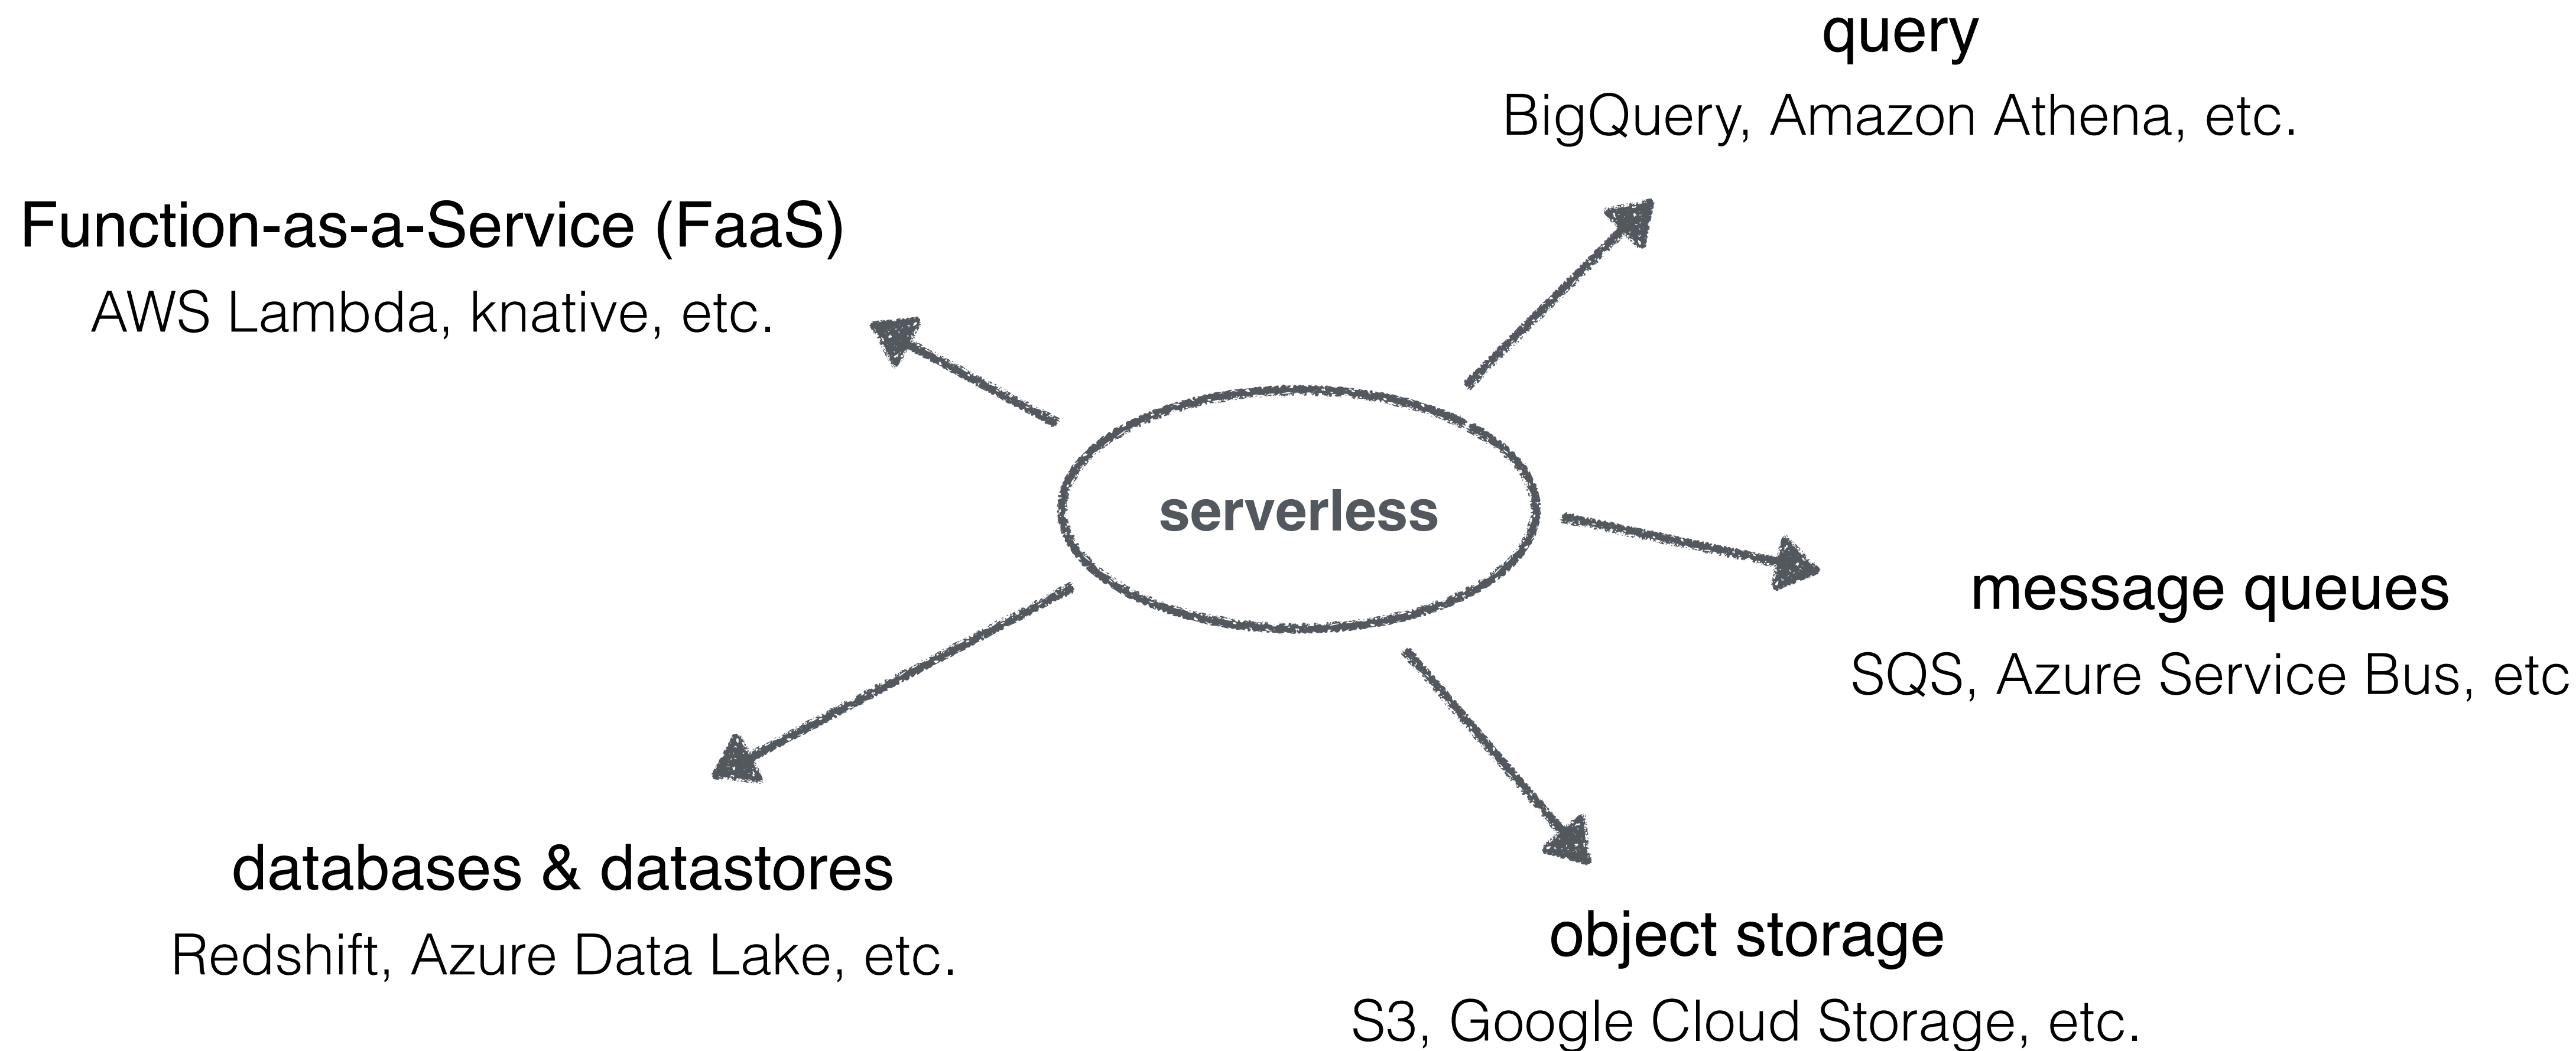 query
BigQuery, Amazon Athena, etc.
Function-as-a-Service (FaaS)
AWS Lambda, knative, etc.
serverless
message queues
SQS, Azure Service Bus, etc
databases & datastores
Redshift, Azure Data Lake, etc.
object storage
S3, Google Cloud Storage, etc.